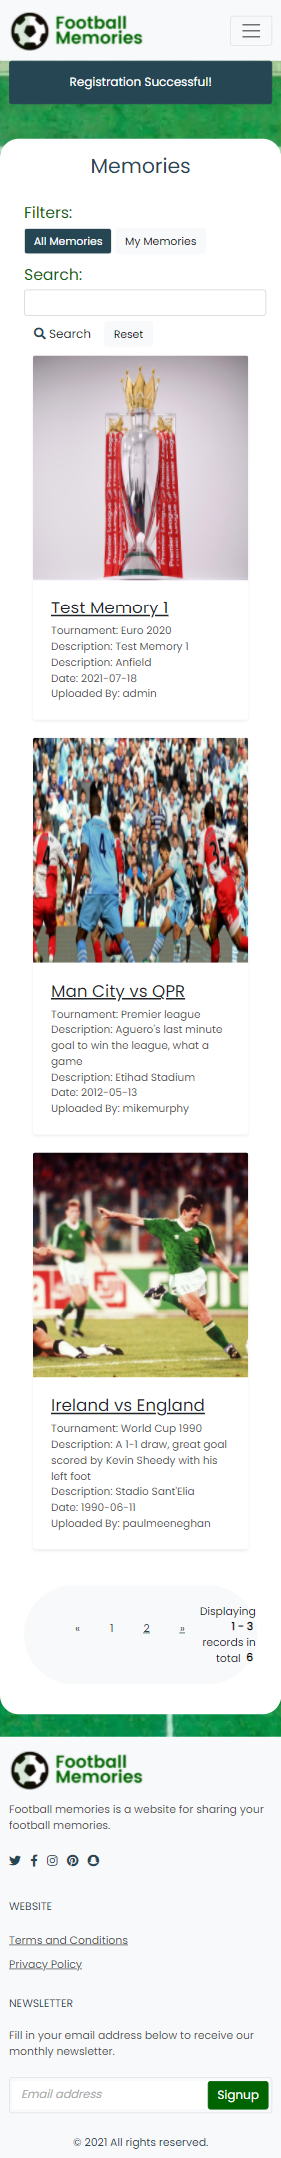 Football
Memories
Registration Successful!
Memories
Filters:
All Memories
My Memories
Search:
Search
Reset
Premier League
Premier League
Test Memory 1
Tournament: Euro 2020
Description: Test Memory 1
Description: Anfield
Date: 2021-07-18
Uploaded By: admin
4
4
35
Man City vs QPR
Tournament: Premier league
Description: Aguero's last minute
goal to win the league, what a
game
Description: Etihad Stadium
Date: 2012-05-13
Uploaded By: mikemurphy
Ireland vs England
Tournament: World Cup 1990
Description: A 1-1 draw, great goal
scored by Kevin Sheedy with his
left foot
Description: Stadio Sant'Elia
Date: 1990-06-11
Uploaded By: paulmeeneghan
« 1 2 »
Displaying
1 - 3
records in
total 6
Football
Memories
Football memories is a website for sharing your
football memories.
WEBSITE
Terms and Conditions
Privacy Policy
NEWSLETTER
Fill in your email address below to receive our
monthly newsletter.
Email address
Signup
© 2021 All rights reserved.